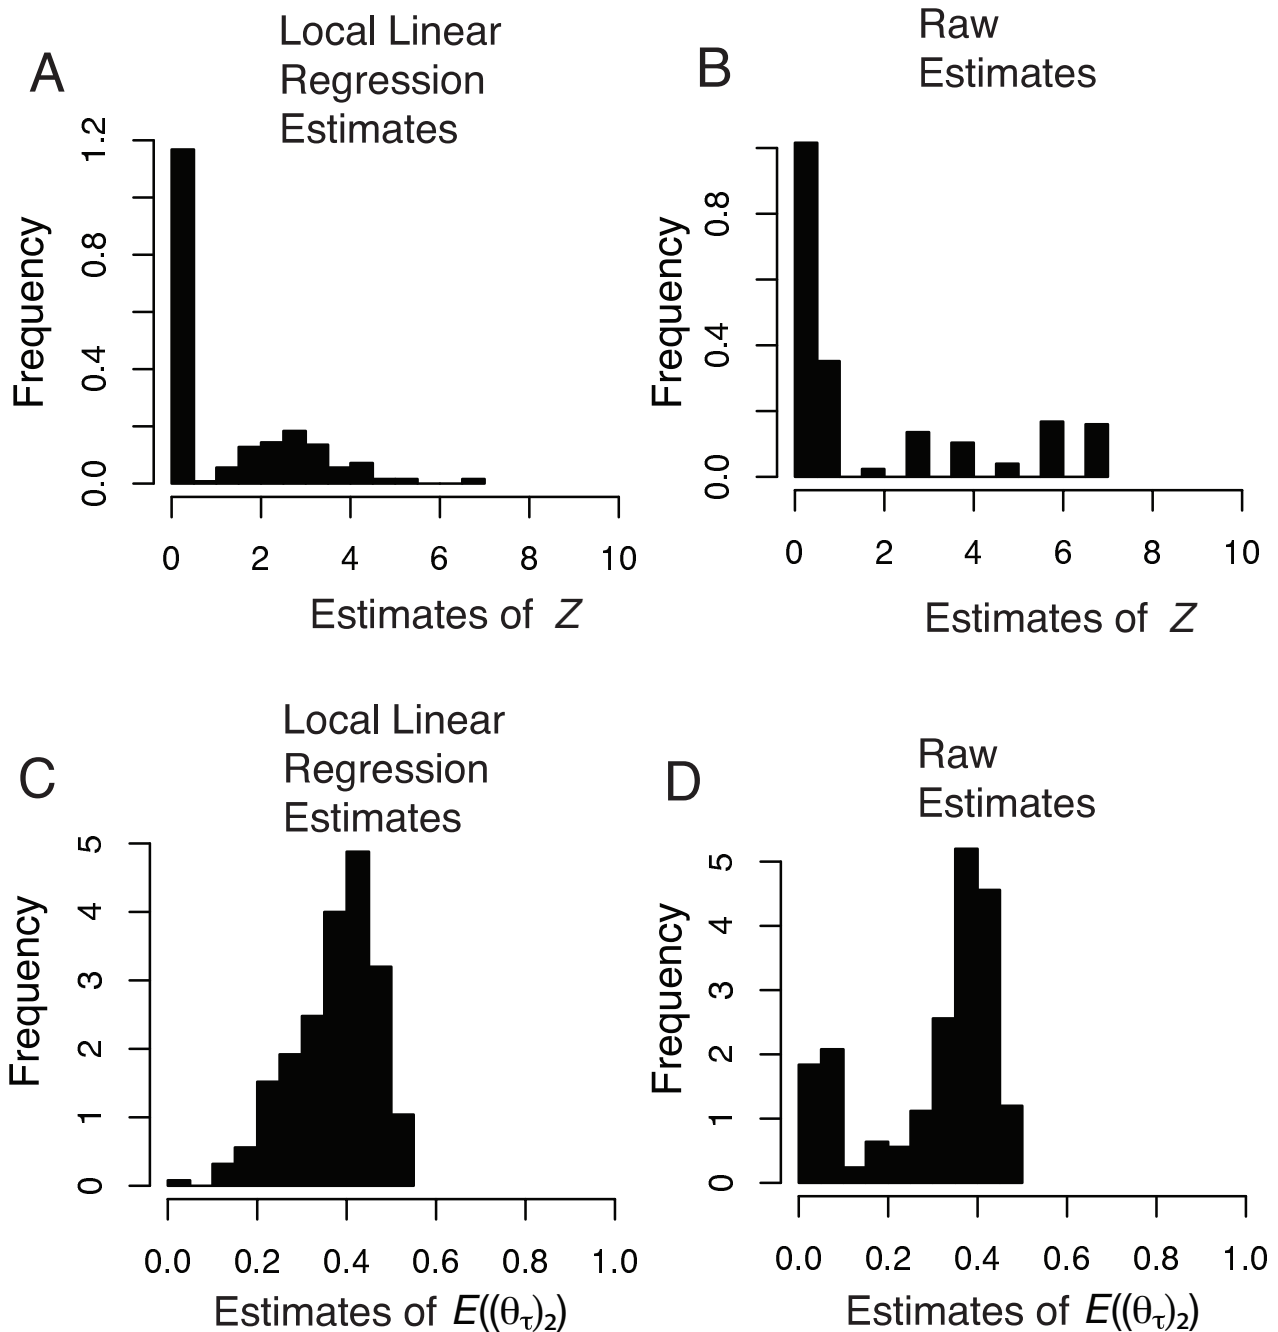 A
Local Linear
Regression
Estimates
Frequency
0.0 0.4 0.8 1.2
0 2 4 6 8 10
Estimates of Z
B
Raw
Estimates
Frequency
0.0 0.4 0.8
0 2 4 6 8 10
Estimates of Z
C
Local Linear
Regression
Estimates
Frequency
0 1 2 3 4 5
0.0 0.2 0.4 0.6 0.8 1.0
Estimates of E((θτ)₂)
D
Raw
Estimates
Frequency
0 1 2 3 4 5
0.0 0.2 0.4 0.6 0.8 1.0
Estimates of E((θτ)₂)